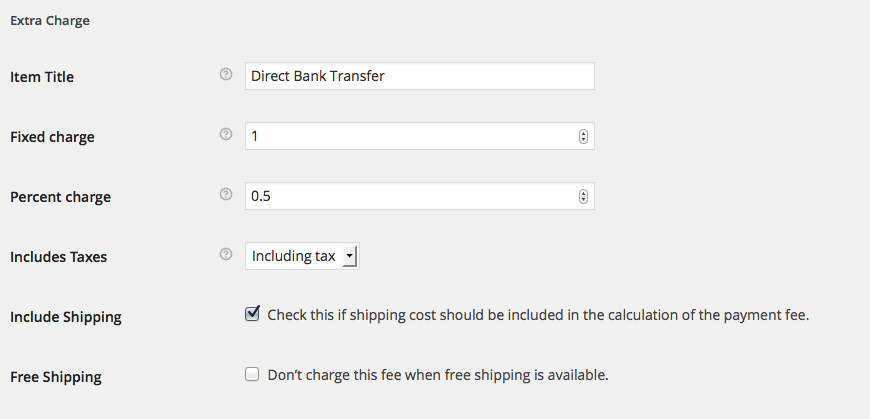 Extra Charge
Item Title ? Direct Bank Transfer
Fixed charge ? 1
Percent charge ? 0.5
Includes Taxes ? Including tax
Include Shipping Check this if shipping cost should be included in the calculation of the payment fee.
Free Shipping Don't charge this fee when free shipping is available.